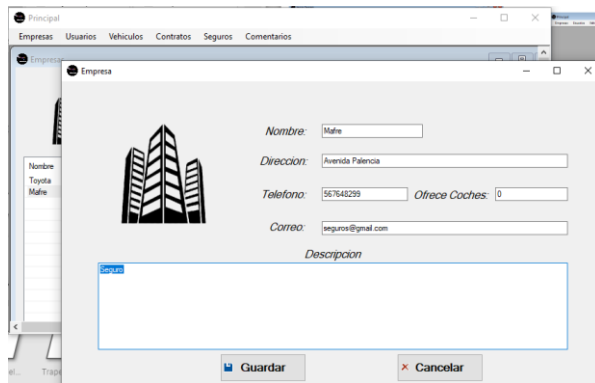 Principal
Empresas Usuarios Vehiculos Contratos Seguros Comentarios
Empresa
Nombre
Toyota
Mafre
Nombre: Mafre
Direccion: Avenida Palencia
Telefono: 567648299 Ofrece Coches: 0
Correo: seguros@gmail.com
Descripcion
Seguro
Guardar Cancelar